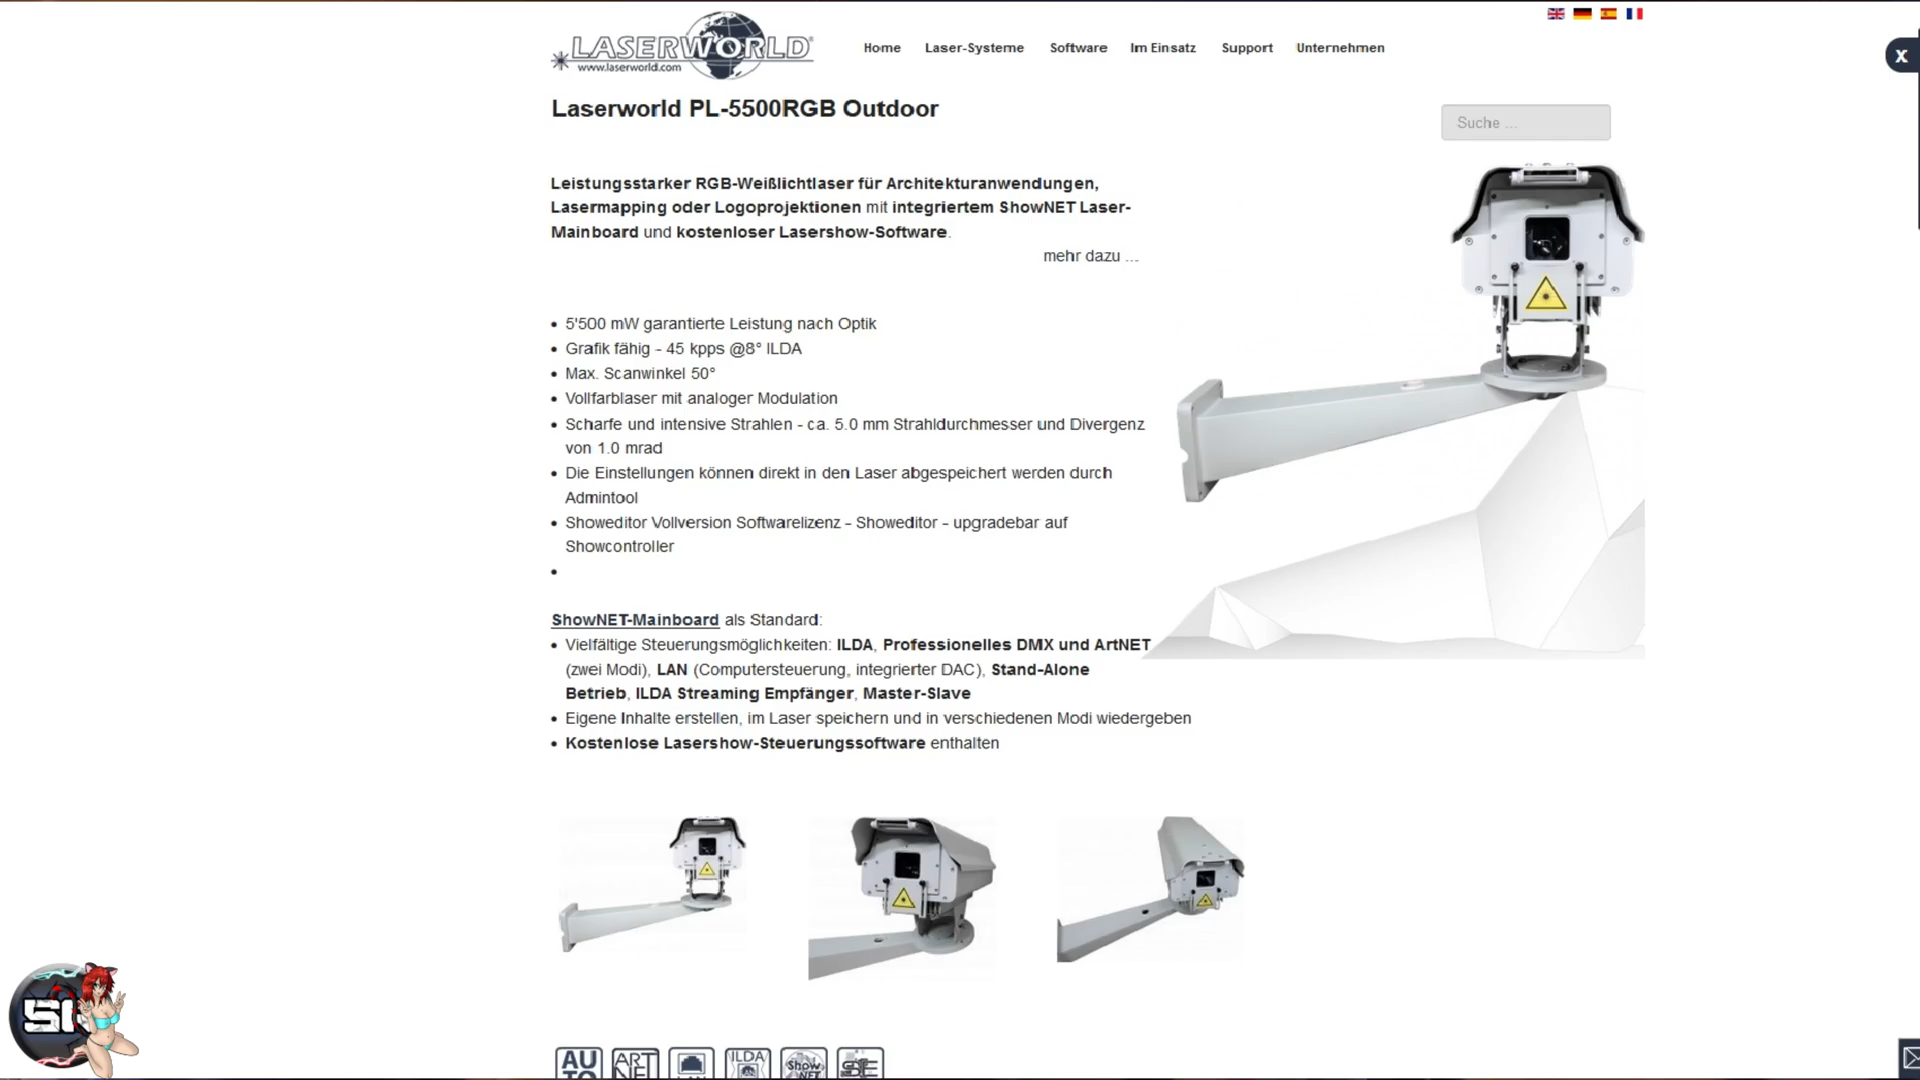 LASERWORLD®
www.laserworld.com
Home Laser-Systeme Software Im Einsatz Support Unternehmen
X
Laserworld PL-5500RGB Outdoor
Suche ...
Leistungsstarker RGB-Weißlichtlaser für Architekturanwendungen,
Lasermapping oder Logoprojektionen mit integriertem ShowNET Laser-
Mainboard und kostenloser Lasershow-Software.
mehr dazu ...
• 5'500 mW garantierte Leistung nach Optik
• Grafik fähig - 45 kpps @8° ILDA
• Max. Scanwinkel 50°
• Vollfarblaser mit analoger Modulation
• Scharfe und intensive Strahlen - ca. 5.0 mm Strahldurchmesser und Divergenz
von 1.0 mrad
• Die Einstellungen können direkt in den Laser abgespeichert werden durch
Admintool
• Showeditor Vollversion Softwarelizenz - Showeditor - upgradebar auf
Showcontroller
•
ShowNET-Mainboard als Standard:
• Vielfältige Steuerungsmöglichkeiten: ILDA, Professionelles DMX und ArtNET
(zwei Modi), LAN (Computersteuerung, integrierter DAC), Stand-Alone
Betrieb, ILDA Streaming Empfänger, Master-Slave
• Eigene Inhalte erstellen, im Laser speichern und in verschiedenen Modi wiedergeben
• Kostenlose Lasershow-Steuerungssoftware enthalten
AU ART ILDA Show
NET